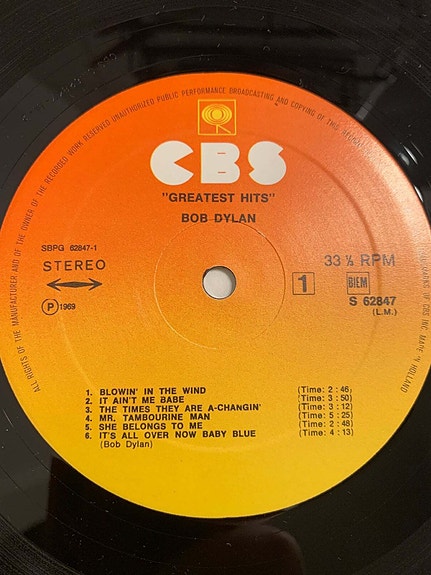 ALL RIGHTS OF THE MANUFACTURER AND OF THE OWNER OF THE RECORDED WORK RESERVED UNAUTHORIZED PUBLIC PERFORMANCE BROADCASTING AND COPYING OF THIS
CBS
"GREATEST HITS"
BOB DYLAN
SBPG 62847-1
STEREO
℗1969
33 ⅓ RPM
1
BIEM
S 62847
(L.M.)
1. BLOWIN' IN THE WIND (Time: 2:46)
2. IT AIN'T ME BABE (Time: 3:50)
3. THE TIMES THEY ARE A-CHANGIN' (Time: 3:12)
4. MR. TAMBOURINE MAN (Time: 5:25)
5. SHE BELONGS TO ME (Time: 2:48)
6. IT'S ALL OVER NOW BABY BLUE (Time: 4:13)
(Bob Dylan)
OF CBS INC. MADE IN HOLLAND